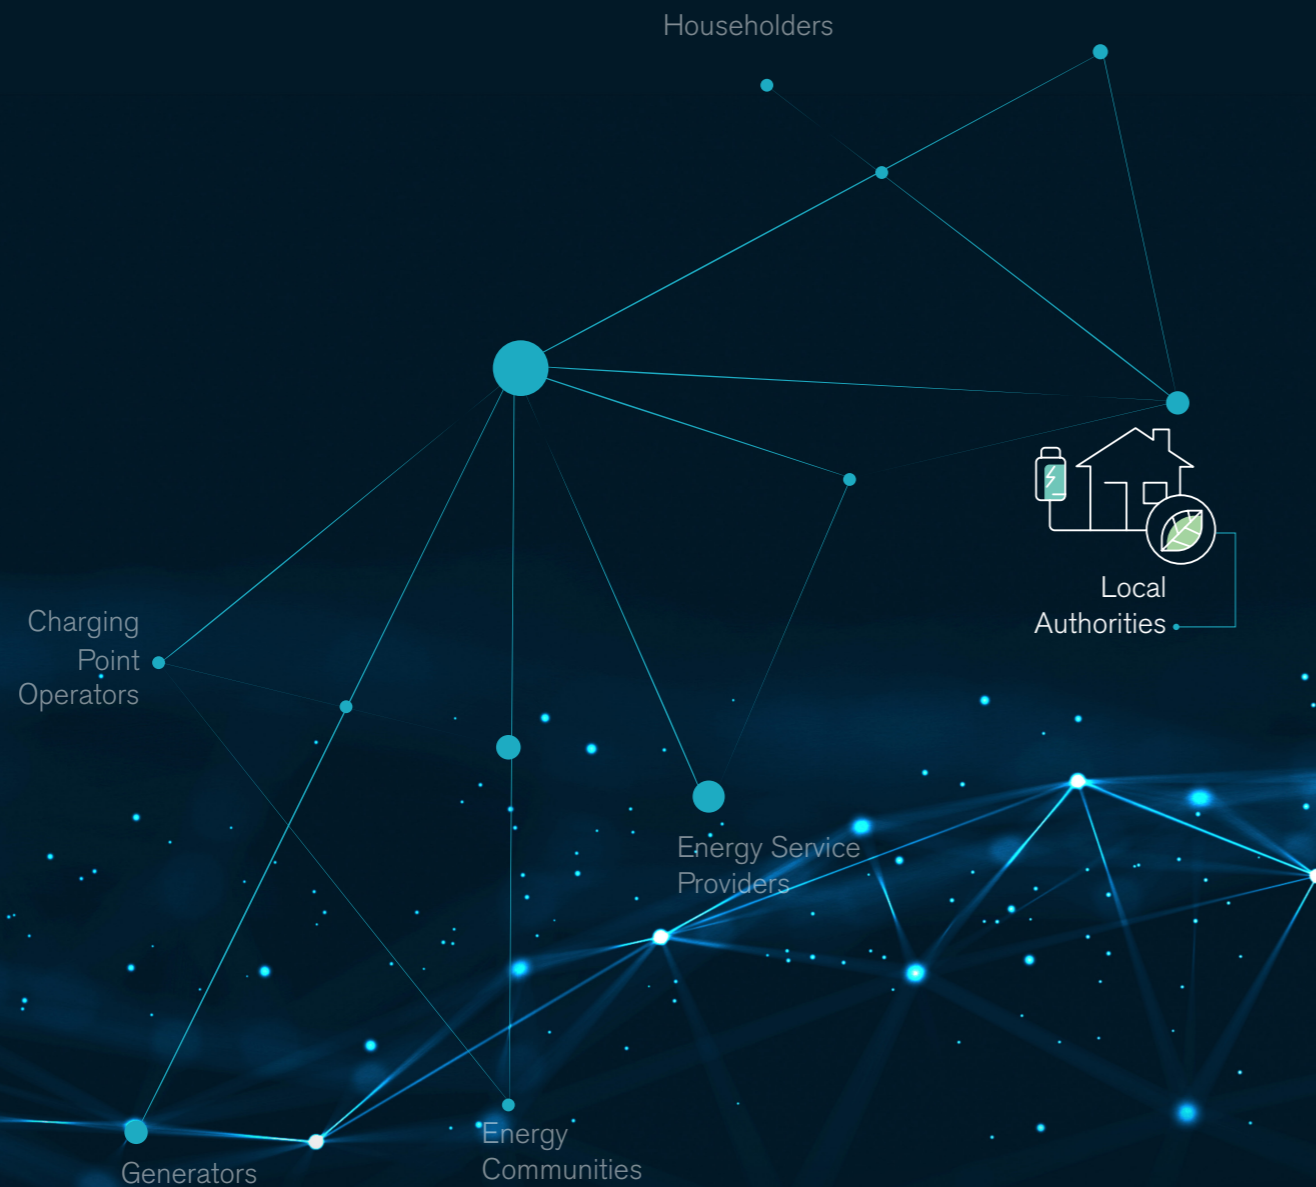 Householders
Local
Authorities
Charging
Point
Operators
Energy Service
Providers
Energy
Communities
Generators